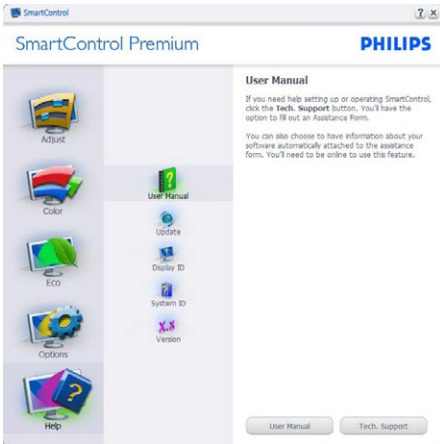 SmartControl
SmartControl Premium
PHILIPS
Adjust
Color
Eco
Options
Help
User Manual
Update
Display ID
System ID
X.X
Version
User Manual
If you need help setting up or operating SmartControl,
click the Tech. Support button. You'll have the
option to fill out an Assistance Form.
You can also choose to have information about your
software automatically attached to the assistance
form. You'll need to be online to use this feature.
User Manual
Tech. Support